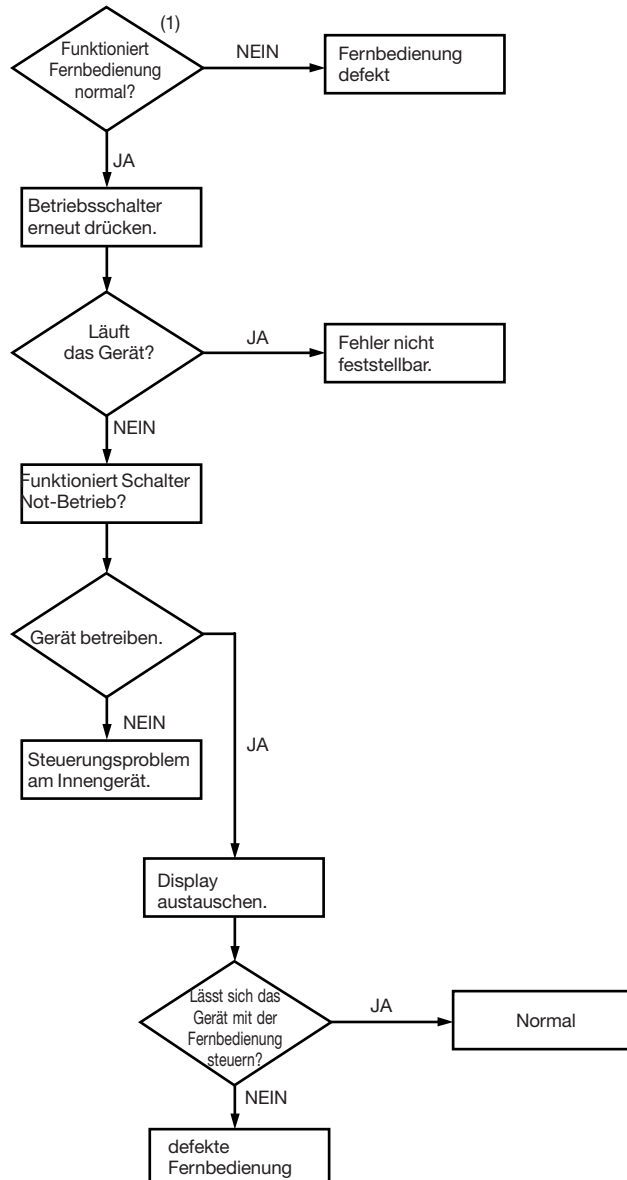 (1)
Funktioniert
Fernbedienung
normal?
NEIN
Fernbedienung
defekt
JA
Betriebsschalter
erneut drücken.
Läuft
das Gerät?
JA
Fehler nicht
feststellbar.
NEIN
Funktioniert Schalter
Not-Betrieb?
Gerät betreiben.
NEIN
JA
Steuerungsproblem
am Innengerät.
Display
austauschen.
Lässt sich das
Gerät mit der
Fernbedienung
steuern?
JA
Normal
NEIN
defekte
Fernbedienung